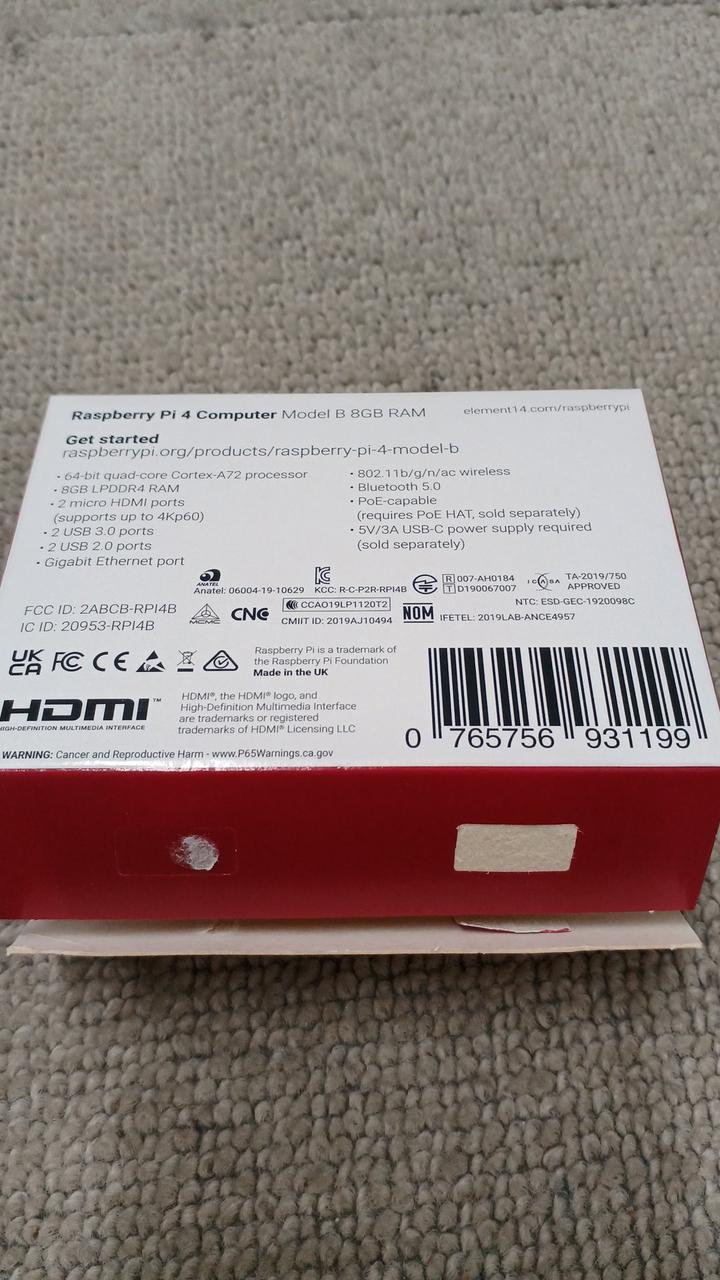 Raspberry Pi 4 Computer Model B 8GB RAM
element14.com/raspberrypi
Get started
raspberrypi.org/products/raspberry-pi-4-model-b
• 64-bit quad-core Cortex-A72 processor
• 8GB LPDDR4 RAM
• 2 micro HDMI ports
(supports up to 4Kp60)
• 2 USB 3.0 ports
• 2 USB 2.0 ports
• Gigabit Ethernet port
• 802.11b/g/n/ac wireless
• Bluetooth 5.0
• PoE-capable
(requires PoE HAT, sold separately)
• 5V/3A USB-C power supply required
(sold separately)
ANATEL
Anatel: 06004-19-10629
KCC: R-C-P2R-RPI4B
R 007-AH0184
T D190067007
ICASA
TA-2019/750
APPROVED
NTC: ESD-GEC-1920098C
FCC ID: 2ABCB-RPI4B
IC ID: 20953-RPI4B
MCMC
CNC
CCAO19LP1120T2
CMIIT ID: 2019AJ10494
NOM
IFETEL: 2019LAB-ANCE4957
UK
CA
FC CE
Raspberry Pi is a trademark of
the Raspberry Pi Foundation
Made in the UK
HDMI™
HIGH-DEFINITION MULTIMEDIA INTERFACE
HDMI®, the HDMI® logo, and
High-Definition Multimedia Interface
are trademarks or registered
trademarks of HDMI® Licensing LLC
0 765756 931199
WARNING: Cancer and Reproductive Harm - www.P65Warnings.ca.gov